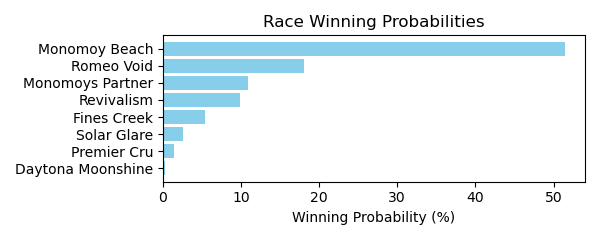 Race Winning Probabilities
Monomoy Beach
Romeo Void
Monomoys Partner
Revivalism
Fines Creek
Solar Glare
Premier Cru
Daytona Moonshine
0 10 20 30 40 50
Winning Probability (%)